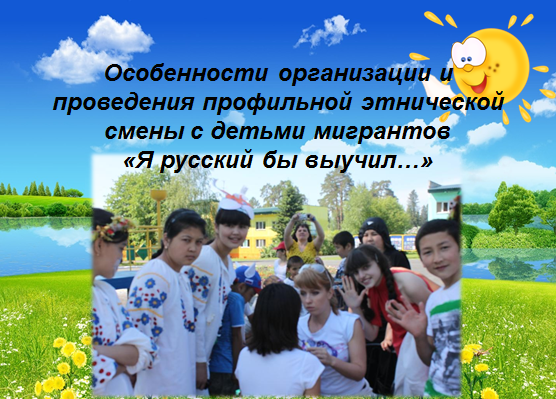 Особенности организации и
проведения профильной этнической
смены с детьми мигрантов
«Я русский бы выучил…»